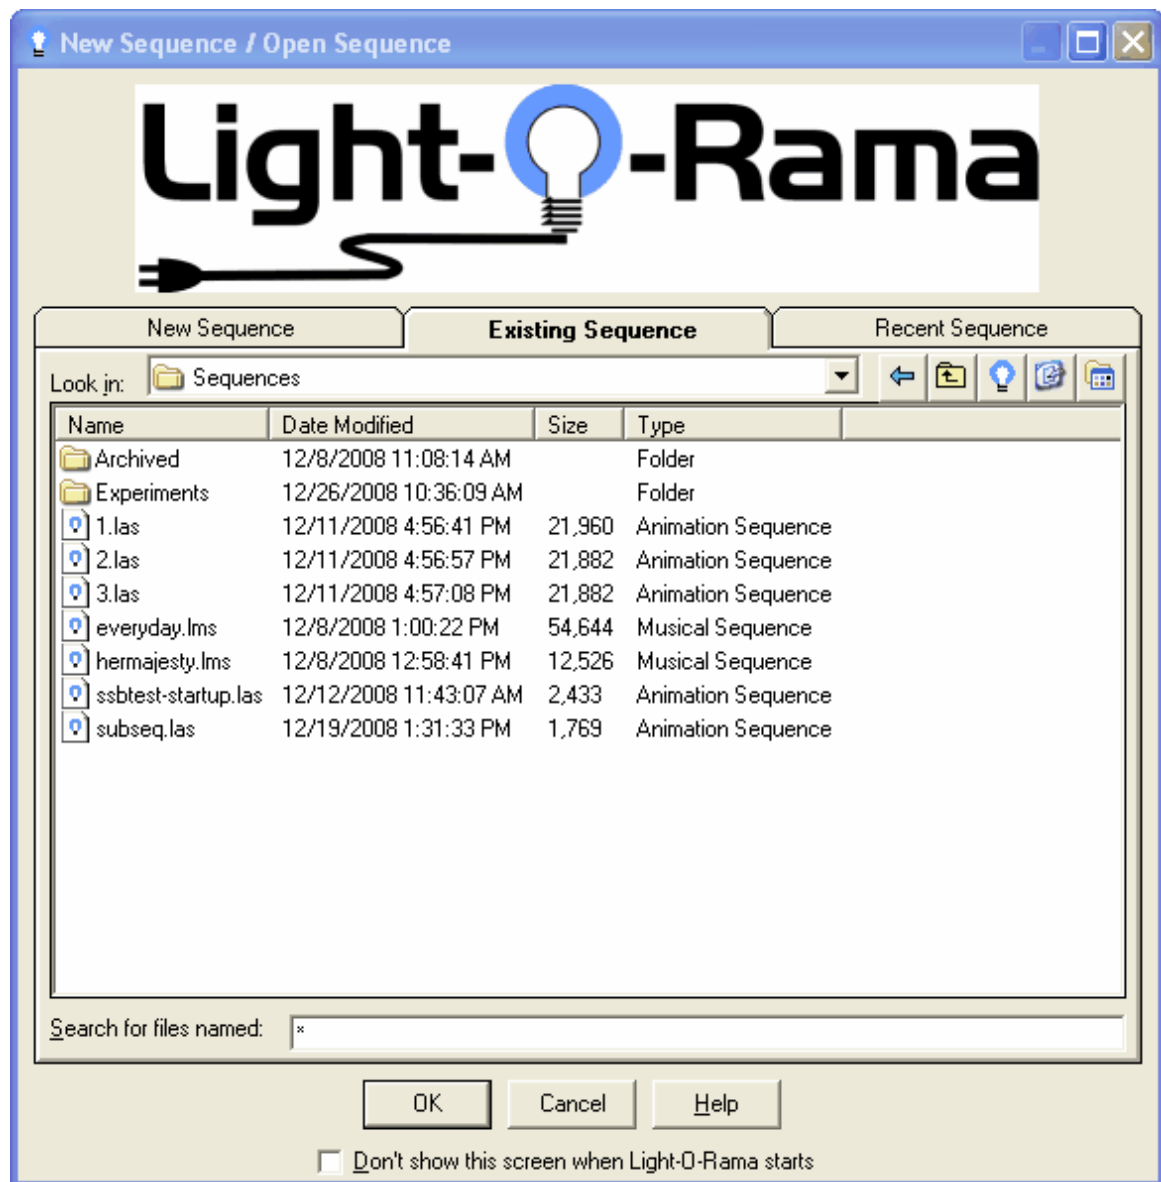 New Sequence / Open Sequence
Light-O-Rama
New Sequence Existing Sequence Recent Sequence
Look in: Sequences
Name Date Modified Size Type
Archived 12/8/2008 11:08:14 AM Folder
Experiments 12/26/2008 10:36:09 AM Folder
1.las 12/11/2008 4:56:41 PM 21,960 Animation Sequence
2.las 12/11/2008 4:56:57 PM 21,882 Animation Sequence
3.las 12/11/2008 4:57:08 PM 21,882 Animation Sequence
everyday.lms 12/8/2008 1:00:22 PM 54,644 Musical Sequence
hermajesty.lms 12/8/2008 12:58:41 PM 12,526 Musical Sequence
ssbtest-startup.las 12/12/2008 11:43:07 AM 2,433 Animation Sequence
subseq.las 12/19/2008 1:31:33 PM 1,769 Animation Sequence
Search for files named: *
OK Cancel Help
Don't show this screen when Light-O-Rama starts